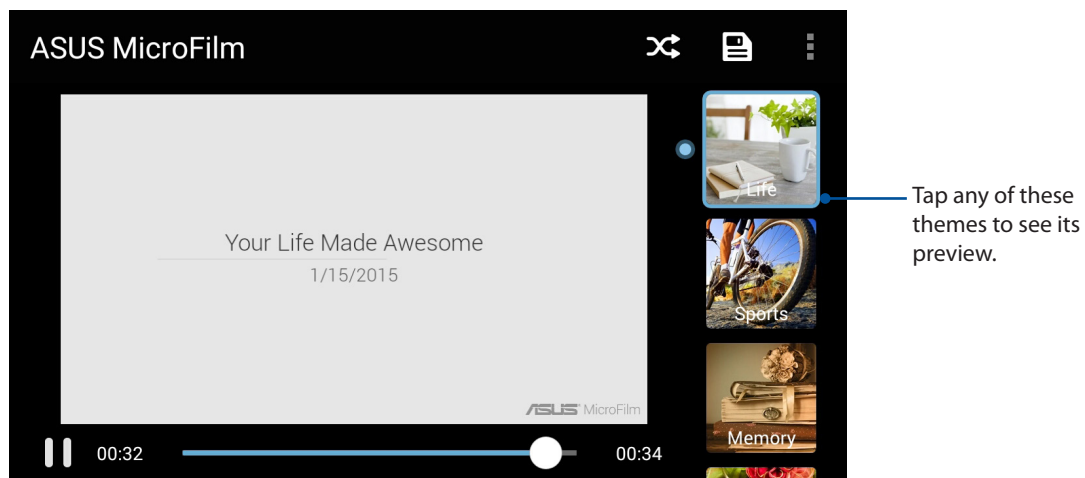 ASUS MicroFilm
Life
Tap any of these
themes to see its
preview.
Your Life Made Awesome
1/15/2015
Sports
ASUS MicroFilm
Memory
00:32
00:34